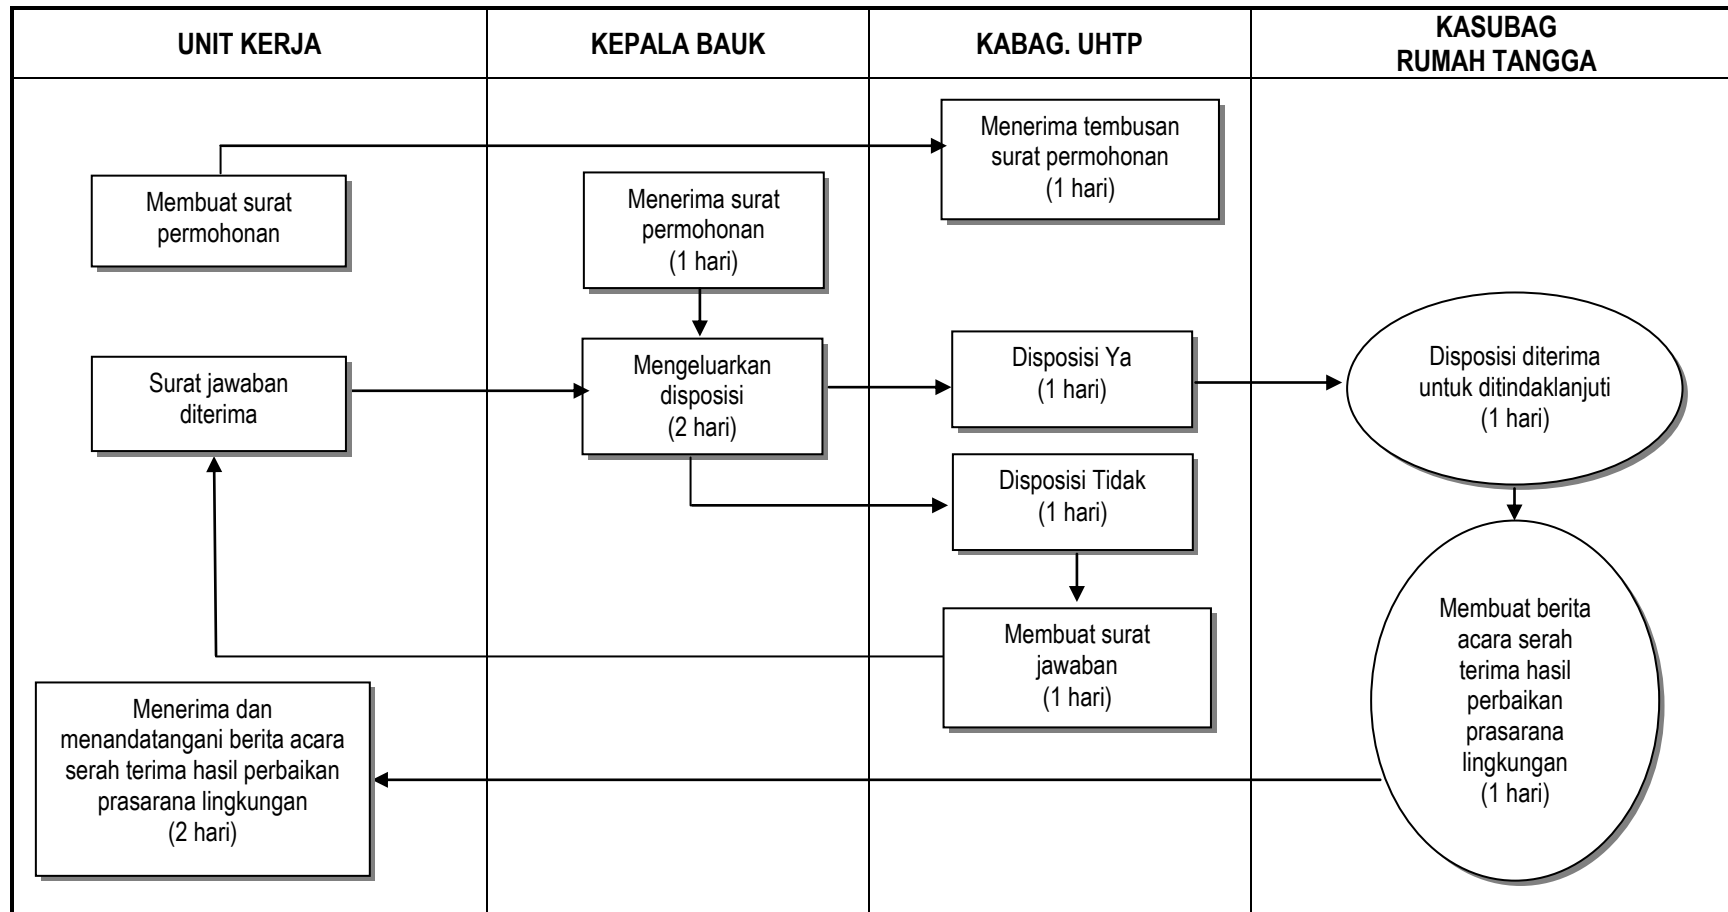 UNIT KERJA
KEPALA BAUK
KABAG. UHTP
KASUBAG
RUMAH TANGGA
Membuat surat
permohonan
Menerima surat
permohonan
(1 hari)
Menerima tembusan
surat permohonan
(1 hari)
Surat jawaban
diterima
Mengeluarkan
disposisi
(2 hari)
Disposisi Ya
(1 hari)
Disposisi diterima
untuk ditindaklanjuti
(1 hari)
Disposisi Tidak
(1 hari)
Membuat surat
jawaban
(1 hari)
Membuat berita
acara serah
terima hasil
perbaikan
prasarana
lingkungan
(1 hari)
Menerima dan
menandatangani berita acara
serah terima hasil perbaikan
prasarana lingkungan
(2 hari)